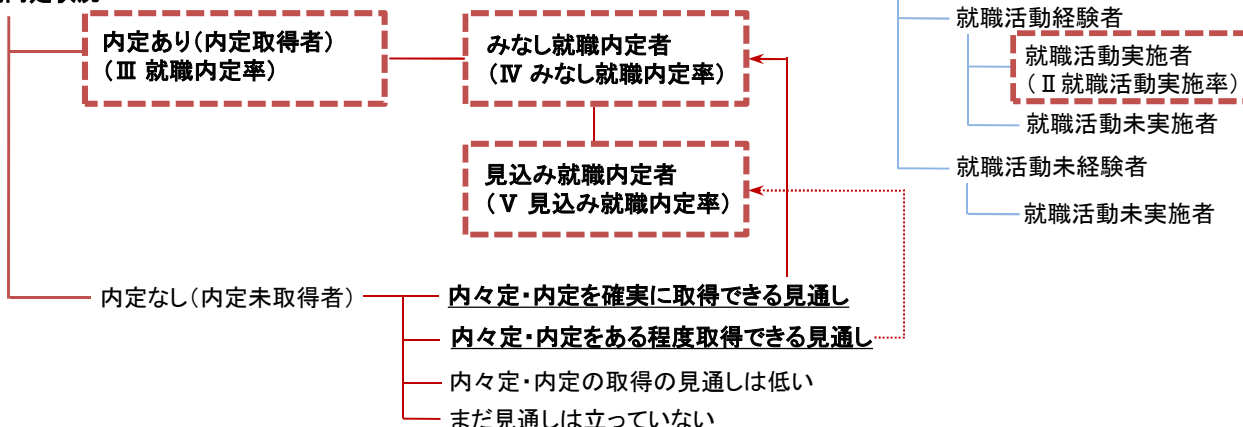 内定あり(内定取得者)
(Ⅲ 就職内定率)
みなし就職内定者
(Ⅳ みなし就職内定率)
見込み就職内定者
(Ⅴ 見込み就職内定率)
内定なし(内定未取得者)
内々定・内定を確実に取得できる見通し
内々定・内定をある程度取得できる見通し
内々定・内定の取得の見通しは低い
まだ見通しは立っていない
就職活動経験者
就職活動実施者
(Ⅱ就職活動実施率)
就職活動未実施者
就職活動未経験者
就職活動未実施者